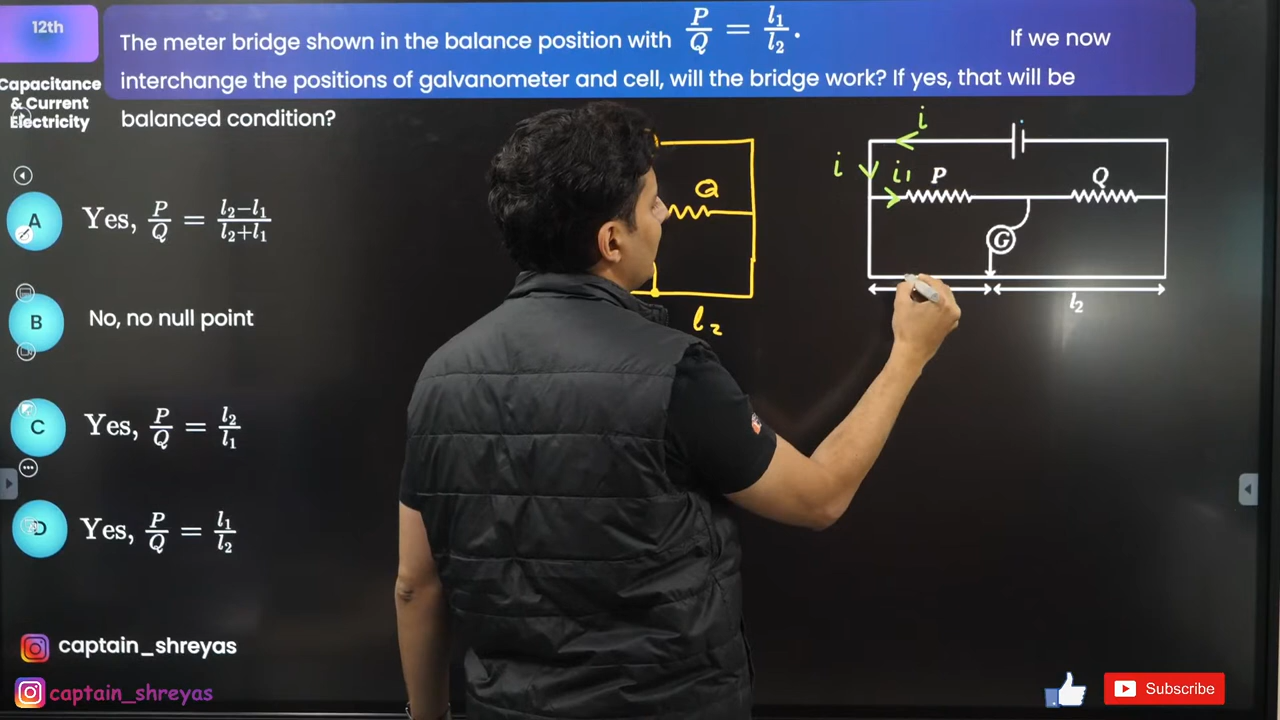 12th
Capacitance
& Current
Electricity
The meter bridge shown in the balance position with P/Q = l₁/l₂. If we now
interchange the positions of galvanometer and cell, will the bridge work? If yes, that will be
balanced condition?
A Yes, P/Q = l₂−l₁/l₂+l₁
B No, no null point
C Yes, P/Q = l₂/l₁
D Yes, P/Q = l₁/l₂
Q
l₂
i
i i₁ P Q
G
l₂
captain_shreyas
captain_shreyas
Subscribe